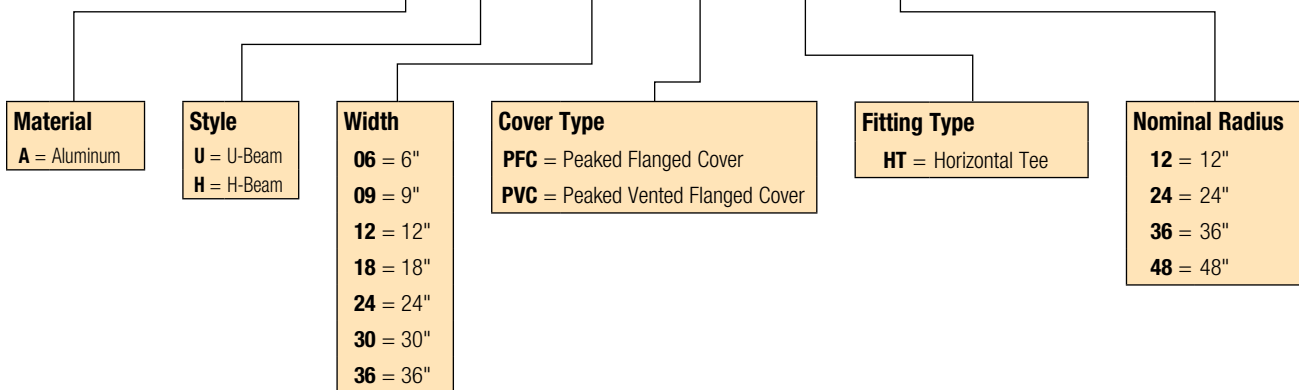 Material
A = Aluminum
Style
U = U-Beam
H = H-Beam
Width
06 = 6"
09 = 9"
12 = 12"
18 = 18"
24 = 24"
30 = 30"
36 = 36"
Cover Type
PFC = Peaked Flanged Cover
PVC = Peaked Vented Flanged Cover
Fitting Type
HT = Horizontal Tee
Nominal Radius
12 = 12"
24 = 24"
36 = 36"
48 = 48"